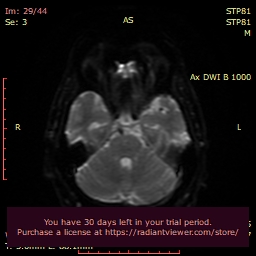 Im: 29/44
Se: 3
AS
STP81
STP81
M
Ax DWI B 1000
R
L
You have 30 days left in your trial period.
Purchase a license at https://radiantviewer.com/store/